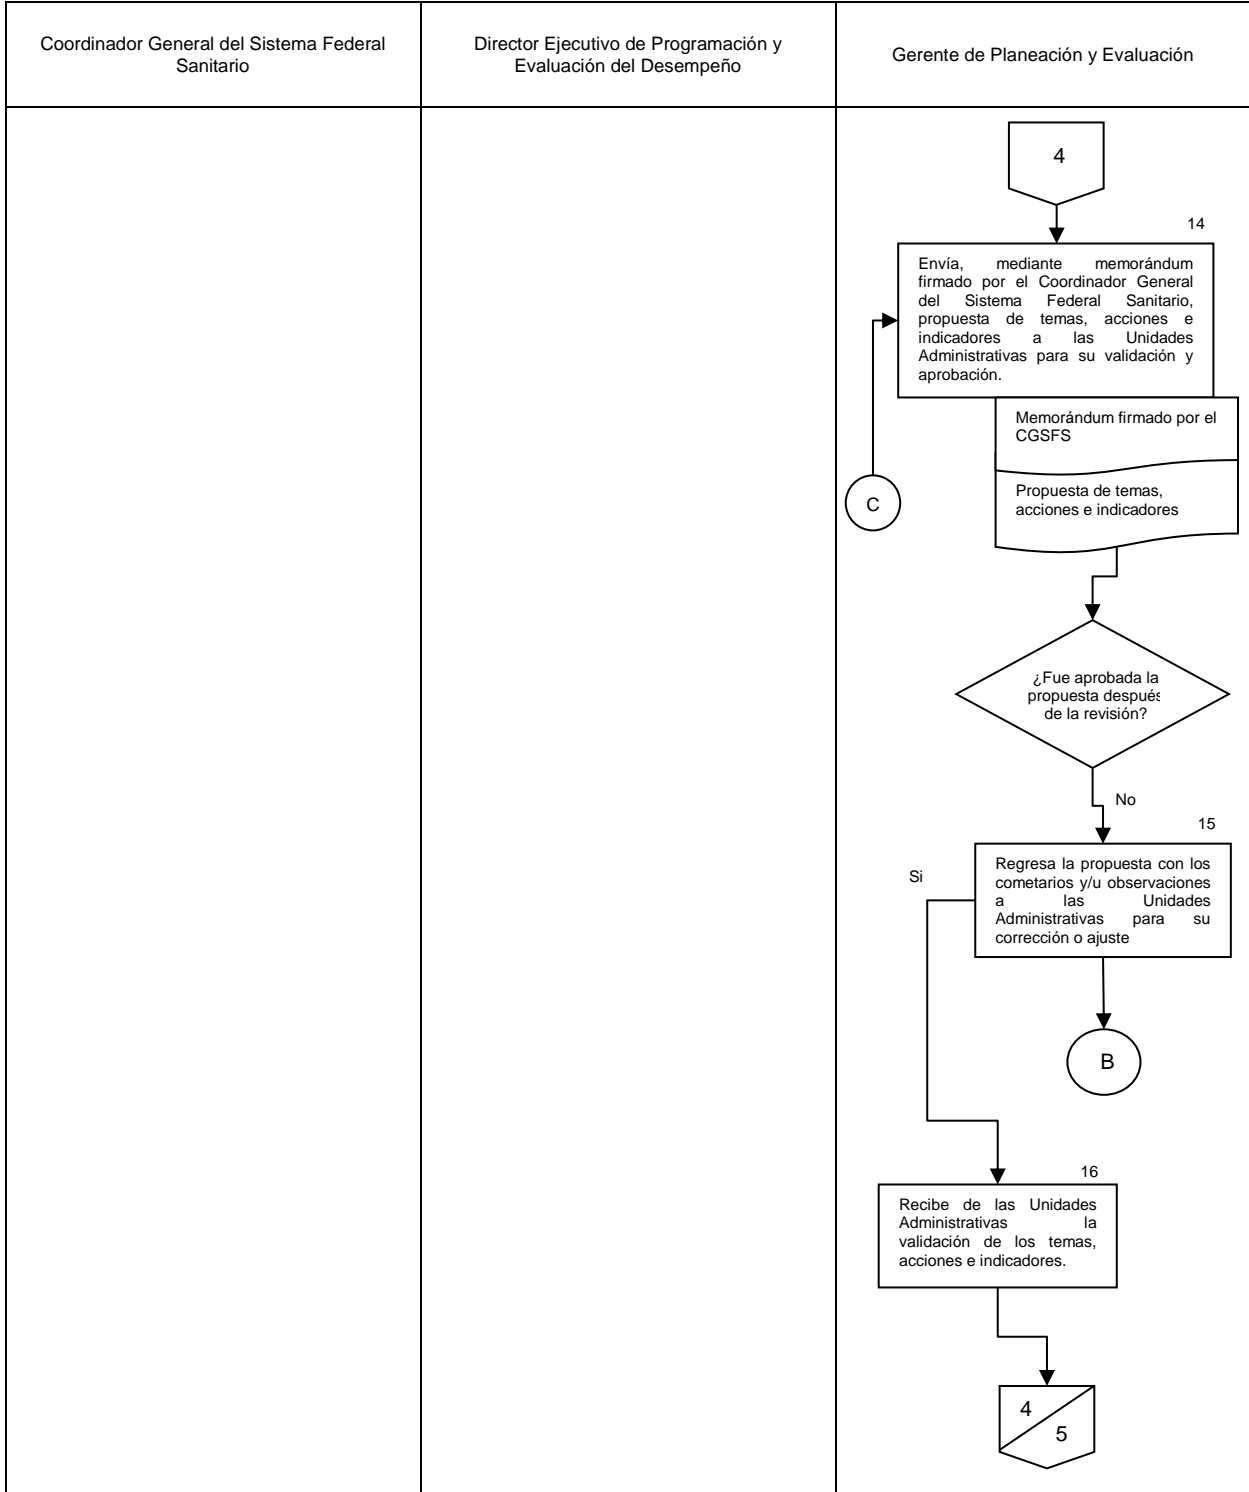 Coordinador General del Sistema Federal
Sanitario
Director Ejecutivo de Programación y
Evaluación del Desempeño
Gerente de Planeación y Evaluación
4
14
Envía, mediante memorándum
firmado por el Coordinador General
del Sistema Federal Sanitario,
propuesta de temas, acciones e
indicadores a las Unidades
Administrativas para su validación y
aprobación.
Memorándum firmado por el
CGSFS
Propuesta de temas,
acciones e indicadores
C
¿Fue aprobada la
propuesta después
de la revisión?
No
15
Si
Regresa la propuesta con los
cometarios y/u observaciones
a las Unidades
Administrativas para su
corrección o ajuste
B
16
Recibe de las Unidades
Administrativas la
validación de los temas,
acciones e indicadores.
4
5